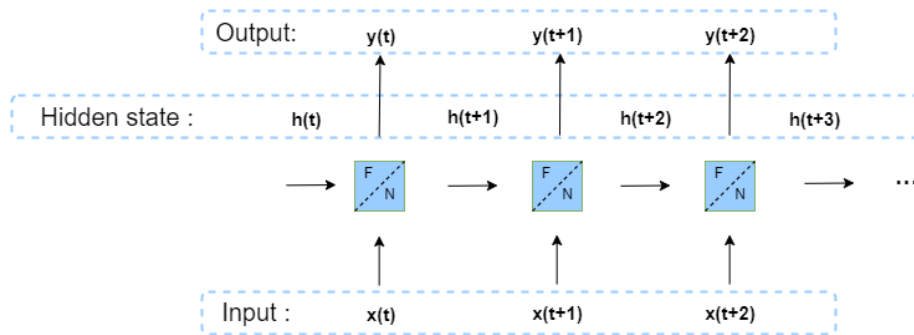 Output: y(t) y(t+1) y(t+2)
Hidden state : h(t) h(t+1) h(t+2) h(t+3)
F F F
N N N
...
Input : x(t) x(t+1) x(t+2)